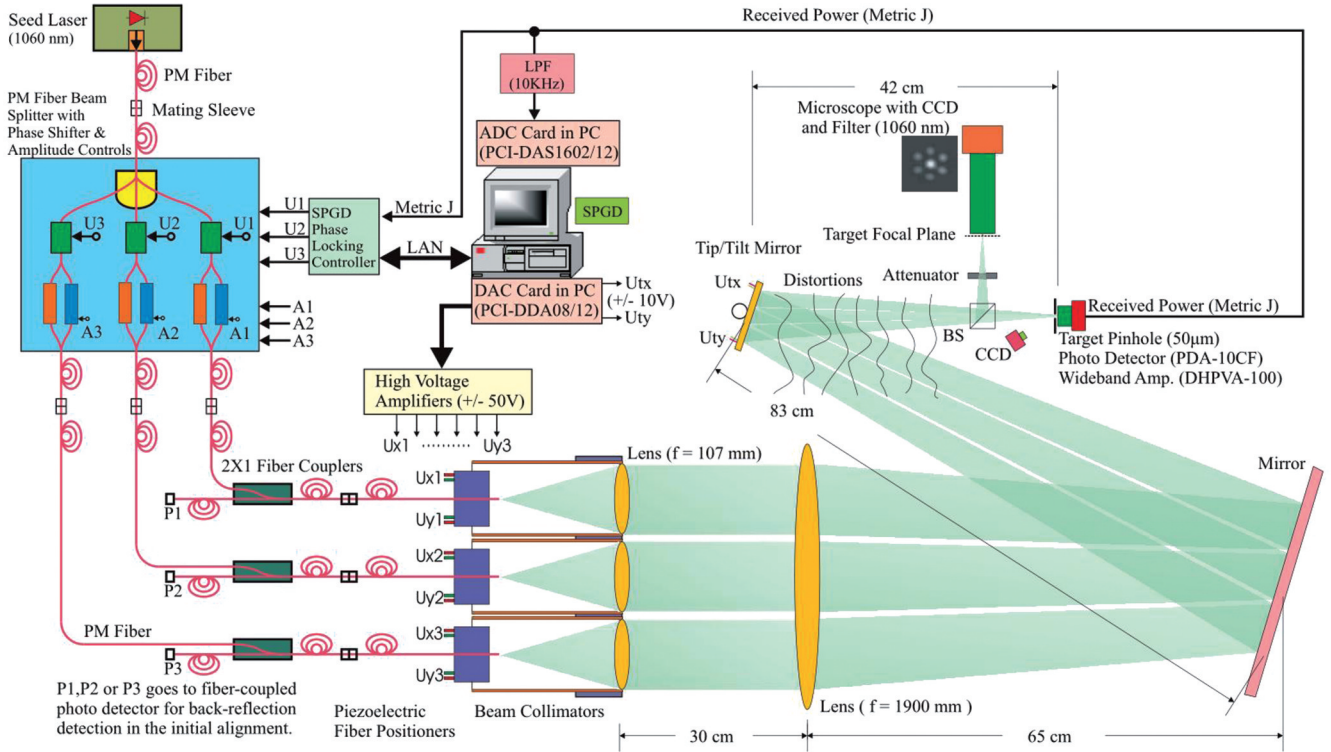 Seed Laser
(1060 nm)
PM Fiber
Mating Sleeve
PM Fiber Beam
Splitter with
Phase Shifter &
Amplitude Controls
U3
U2
U1
A3
A2
A1
U1
U2
U3
A1
A2
A3
SPGD
Phase
Locking
Controller
Metric J
LAN
LPF
(10KHz)
ADC Card in PC
(PCI-DAS1602/12)
SPGD
DAC Card in PC
(PCI-DDA08/12)
Utx
(+/- 10V)
Uty
High Voltage
Amplifiers (+/- 50V)
Ux1 ......... Uy3
Received Power (Metric J)
42 cm
Microscope with CCD
and Filter (1060 nm)
Target Focal Plane
Tip/Tilt Mirror
Attenuator
Utx
Distortions
Uty
BS
CCD
Received Power (Metric J)
Target Pinhole (50µm)
Photo Detector (PDA-10CF)
Wideband Amp. (DHPVA-100)
83 cm
Mirror
2X1 Fiber Couplers
P1
P2
P3
PM Fiber
Ux1
Uy1
Ux2
Uy2
Ux3
Uy3
Lens (f = 107 mm)
P1,P2 or P3 goes to fiber-coupled
photo detector for back-reflection
detection in the initial alignment.
Piezoelectric
Fiber Positioners
Beam Collimators
Lens ( f = 1900 mm )
30 cm
65 cm